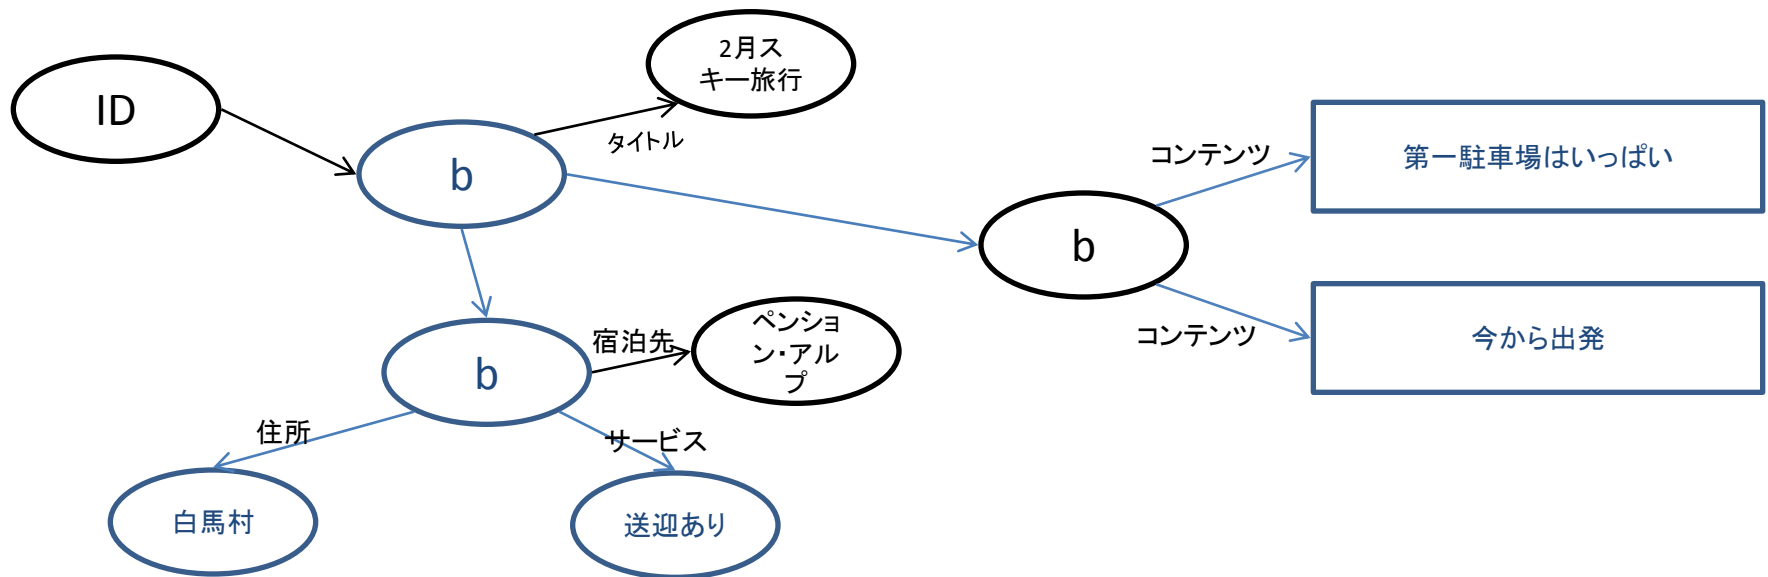 2月ス
キー旅行
ID
タイトル
b
コンテンツ
第一駐車場はいっぱい
b
コンテンツ
今から出発
ペンショ
ン・アル
プ
宿泊先
b
住所
サービス
白馬村
送迎あり